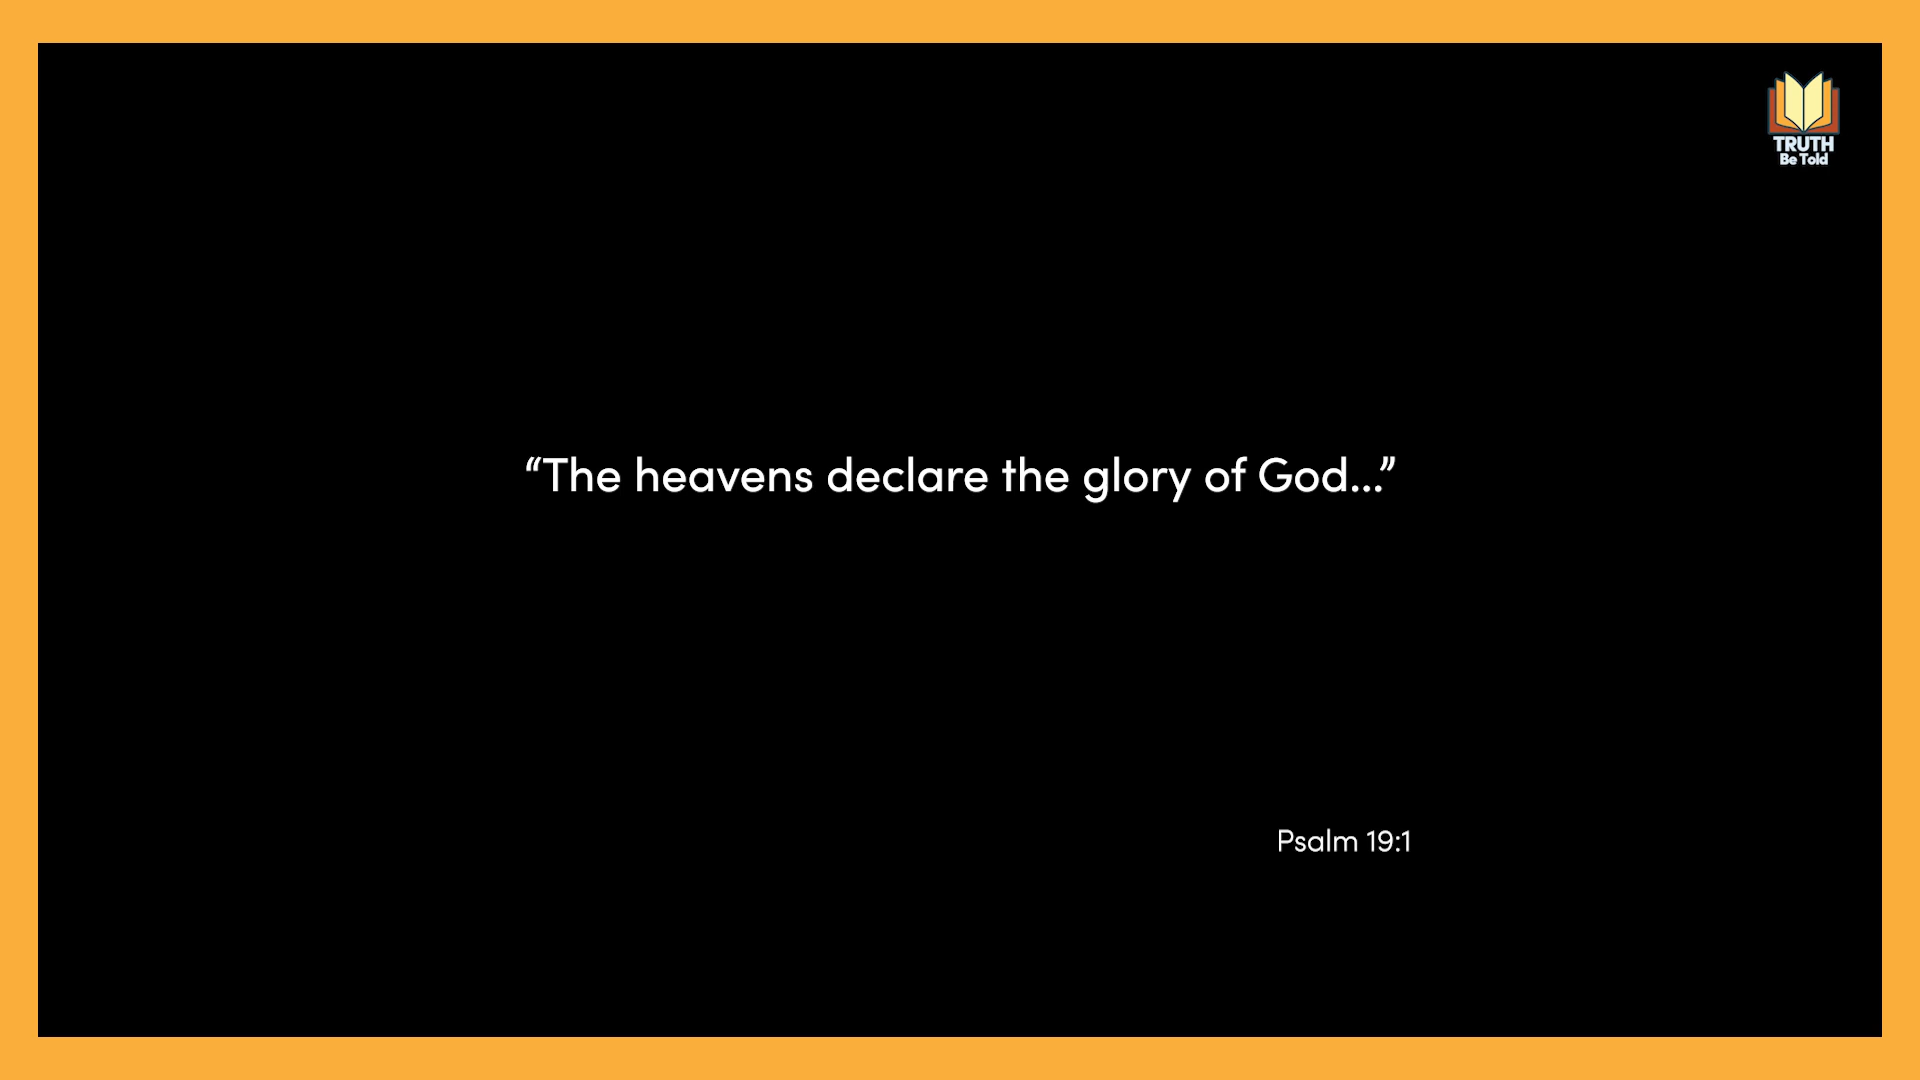 TRUTH
Be Told
“The heavens declare the glory of God...”
Psalm 19:1